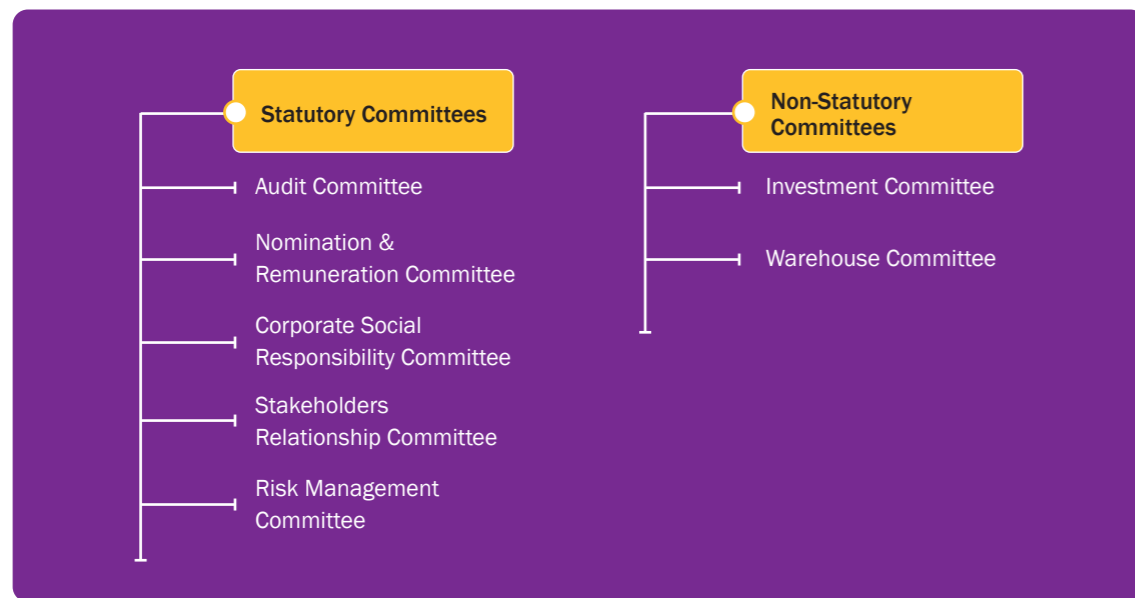 Statutory Committees
Audit Committee
Nomination &
Remuneration Committee
Corporate Social
Responsibility Committee
Stakeholders
Relationship Committee
Risk Management
Committee
Non-Statutory
Committees
Investment Committee
Warehouse Committee